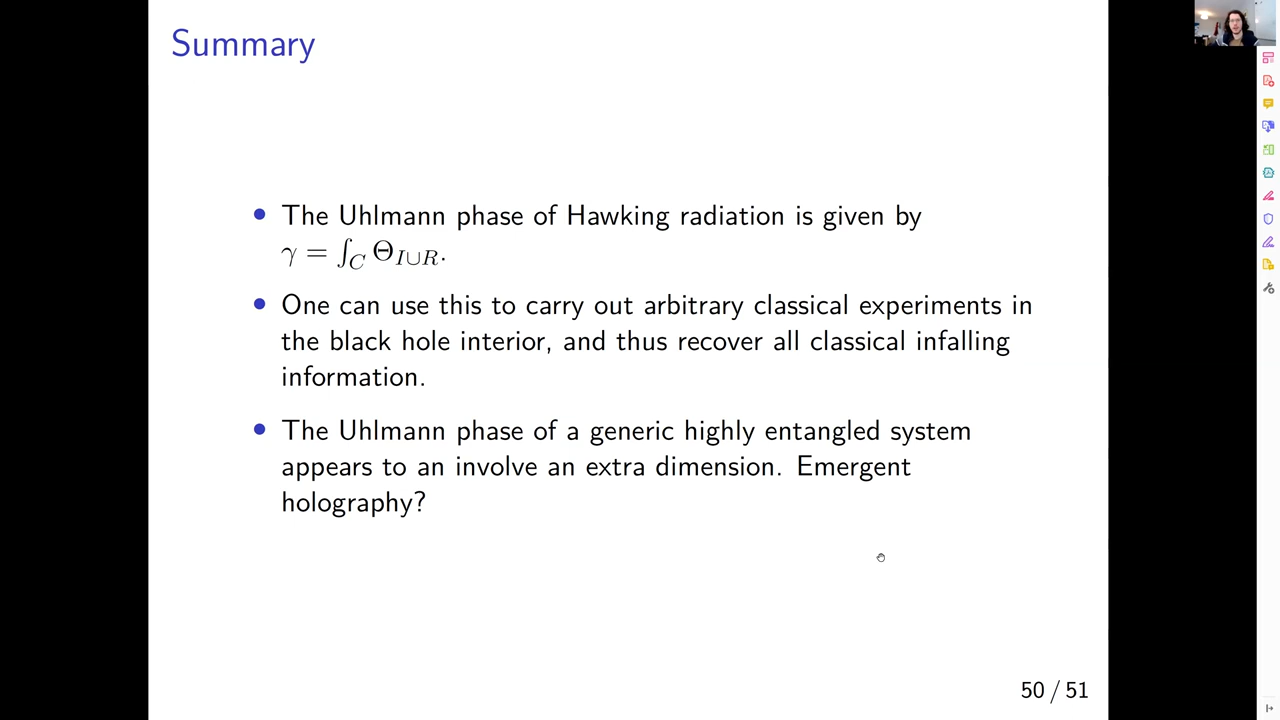 Summary
• The Uhlmann phase of Hawking radiation is given by
γ = ∫_C Θ_{I∪R}.
• One can use this to carry out arbitrary classical experiments in
the black hole interior, and thus recover all classical infalling
information.
• The Uhlmann phase of a generic highly entangled system
appears to an involve an extra dimension. Emergent
holography?
50 / 51